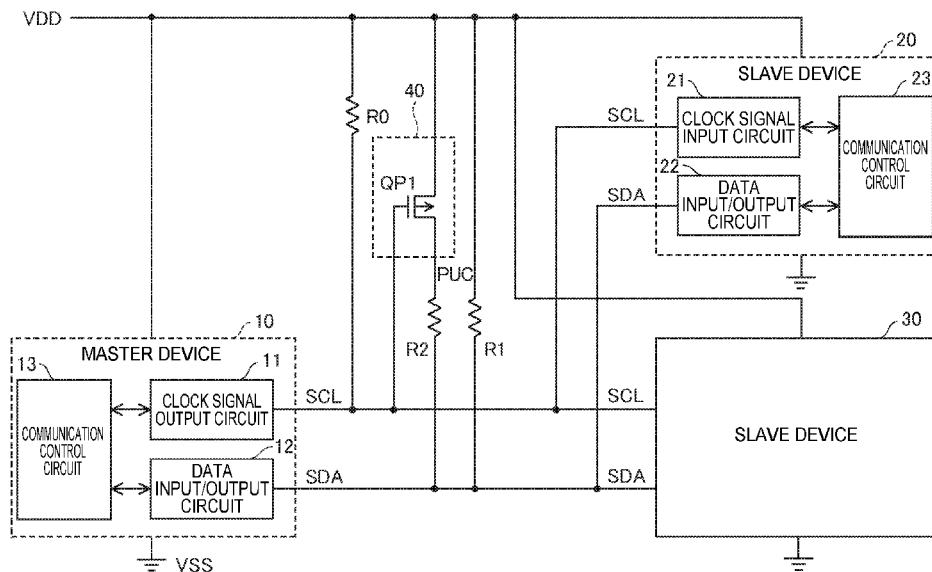 VDD
20
SLAVE DEVICE
21
23
40
R0
SCL
CLOCK SIGNAL
INPUT CIRCUIT
COMMUNICATION
CONTROL
CIRCUIT
22
QP1
SDA
DATA
INPUT/OUTPUT
CIRCUIT
PUC
10
R2
R1
30
MASTER DEVICE
13
11
CLOCK SIGNAL
OUTPUT CIRCUIT
SCL
SCL
COMMUNICATION
CONTROL
CIRCUIT
SLAVE DEVICE
12
DATA
INPUT/OUTPUT
CIRCUIT
SDA
SDA
VSS